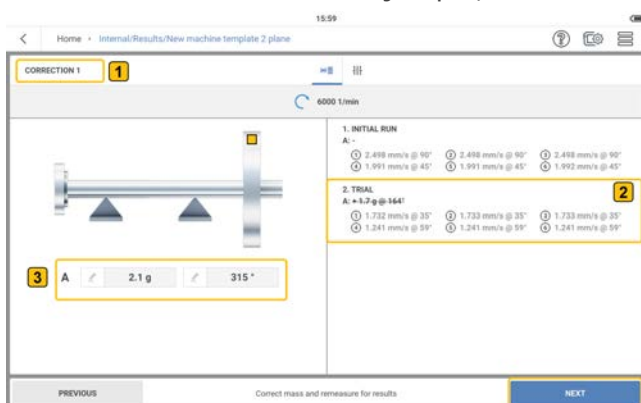 15:59
Home • Internal/Results/New machine template 2 plane
CORRECTION 1
1
6000 1/min
1. INITIAL RUN
A: -
① 2.498 mm/s @ 90° ② 2.498 mm/s @ 90° ③ 2.498 mm/s @ 90°
④ 1.991 mm/s @ 45° ⑤ 1.991 mm/s @ 45° ⑥ 1.992 mm/s @ 45°
2. TRIAL
2
A: + 1.7 g @ 164°
① 1.732 mm/s @ 35° ② 1.733 mm/s @ 35° ③ 1.733 mm/s @ 35°
④ 1.241 mm/s @ 59° ⑤ 1.241 mm/s @ 59° ⑥ 1.241 mm/s @ 59°
3 A 2.1 g 315 °
PREVIOUS Correct mass and remeasure for results NEXT